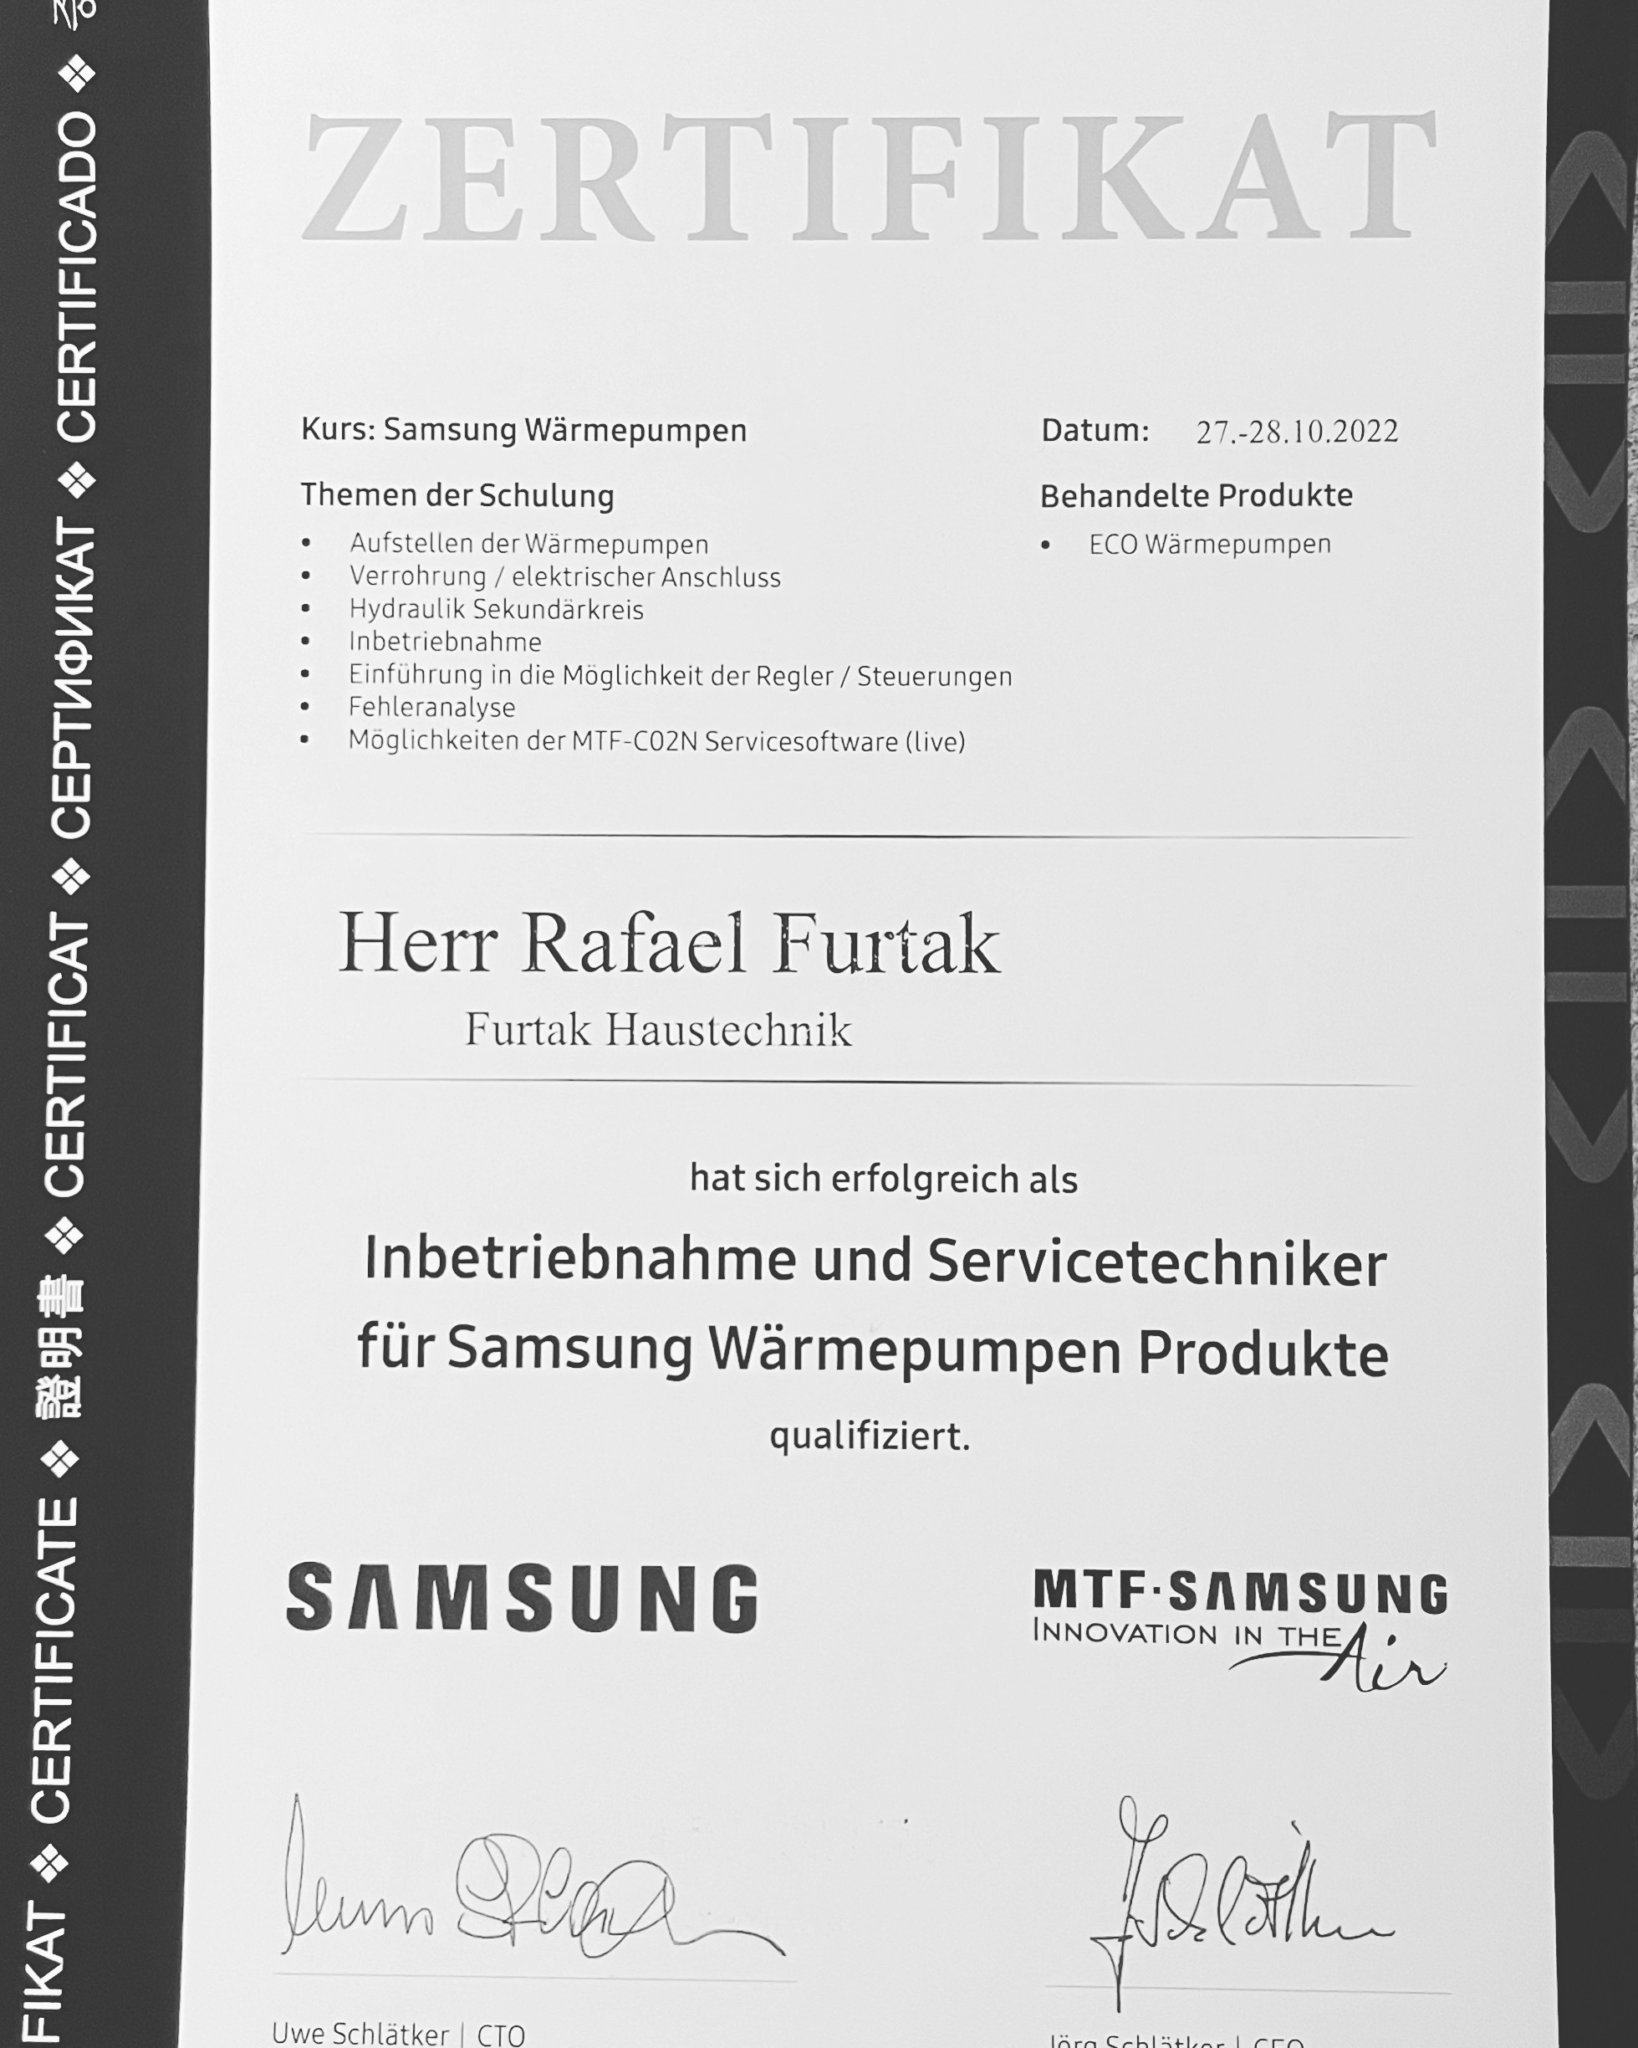 ZERTIFIKAT
Kurs: Samsung Wärmepumpen
Datum: 27.-28.10.2022
Themen der Schulung
• Aufstellen der Wärmepumpen
• Verrohrung / elektrischer Anschluss
• Hydraulik Sekundärkreis
• Inbetriebnahme
• Einführung in die Möglichkeit der Regler / Steuerungen
• Fehleranalyse
• Möglichkeiten der MTF-C02N Servicesoftware (live)
Behandelte Produkte
• ECO Wärmepumpen
Herr Rafael Furtak
Furtak Haustechnik
hat sich erfolgreich als
Inbetriebnahme und Servicetechniker
für Samsung Wärmepumpen Produkte
qualifiziert.
SAMSUNG
MTF·SAMSUNG
INNOVATION IN THE Air
Uwe Schlätker | CTO
Jörg Schlätker | CEO
FIKAT ❖ CERTIFICATE ❖ 證明書 ❖ CERTIFICAT ❖ СЕРТИФИКАТ ❖ CERTIFICADO ❖